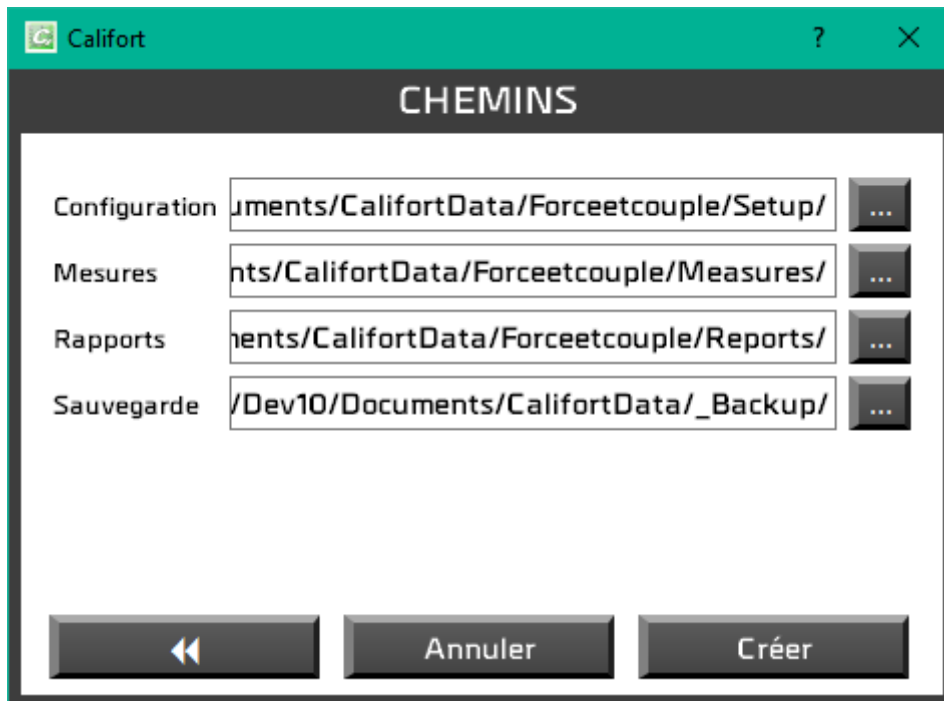 Califort ? ×
CHEMINS
Configuration uments/CalifortData/Forceetcouple/Setup/ ...
Mesures nts/CalifortData/Forceetcouple/Measures/ ...
Rapports ents/CalifortData/Forceetcouple/Reports/ ...
Sauvegarde /Dev10/Documents/CalifortData/_Backup/ ...
Annuler Créer